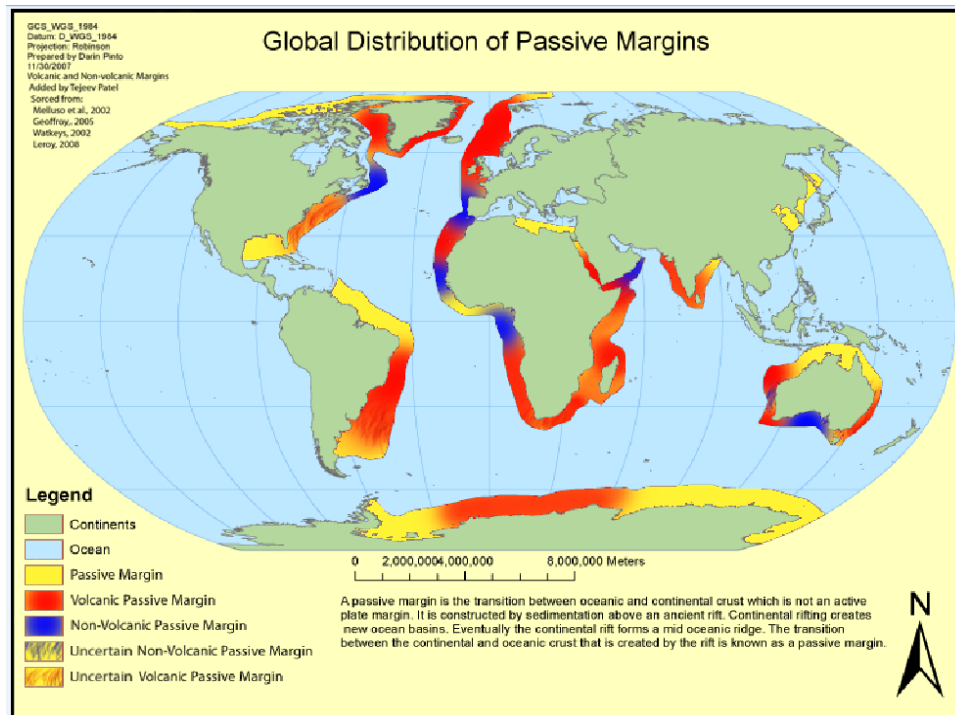 GCS_WGS_1984
Datum: D_WGS_1984
Projection: Robinson
Prepared by Darin Pinto
11/30/2007
Volcanic and Non-volcanic Margins
Added by Tejeev Patel
Sorced from:
Melluso et al., 2002
Geoffroy,, 2005
Watkeys, 2002
Leroy, 2008
Global Distribution of Passive Margins
Legend
Continents
Ocean
Passive Margin
Volcanic Passive Margin
Non-Volcanic Passive Margin
Uncertain Non-Volcanic Passive Margin
Uncertain Volcanic Passive Margin
0 2,000,0004,000,000 8,000,000 Meters
A passive margin is the transition between oceanic and continental crust which is not an active
plate margin. It is constructed by sedimentation above an ancient rift. Continental rifting creates
new ocean basins. Eventually the continental rift forms a mid oceanic ridge. The transition
between the continental and oceanic crust that is created by the rift is known as a passive margin.
N